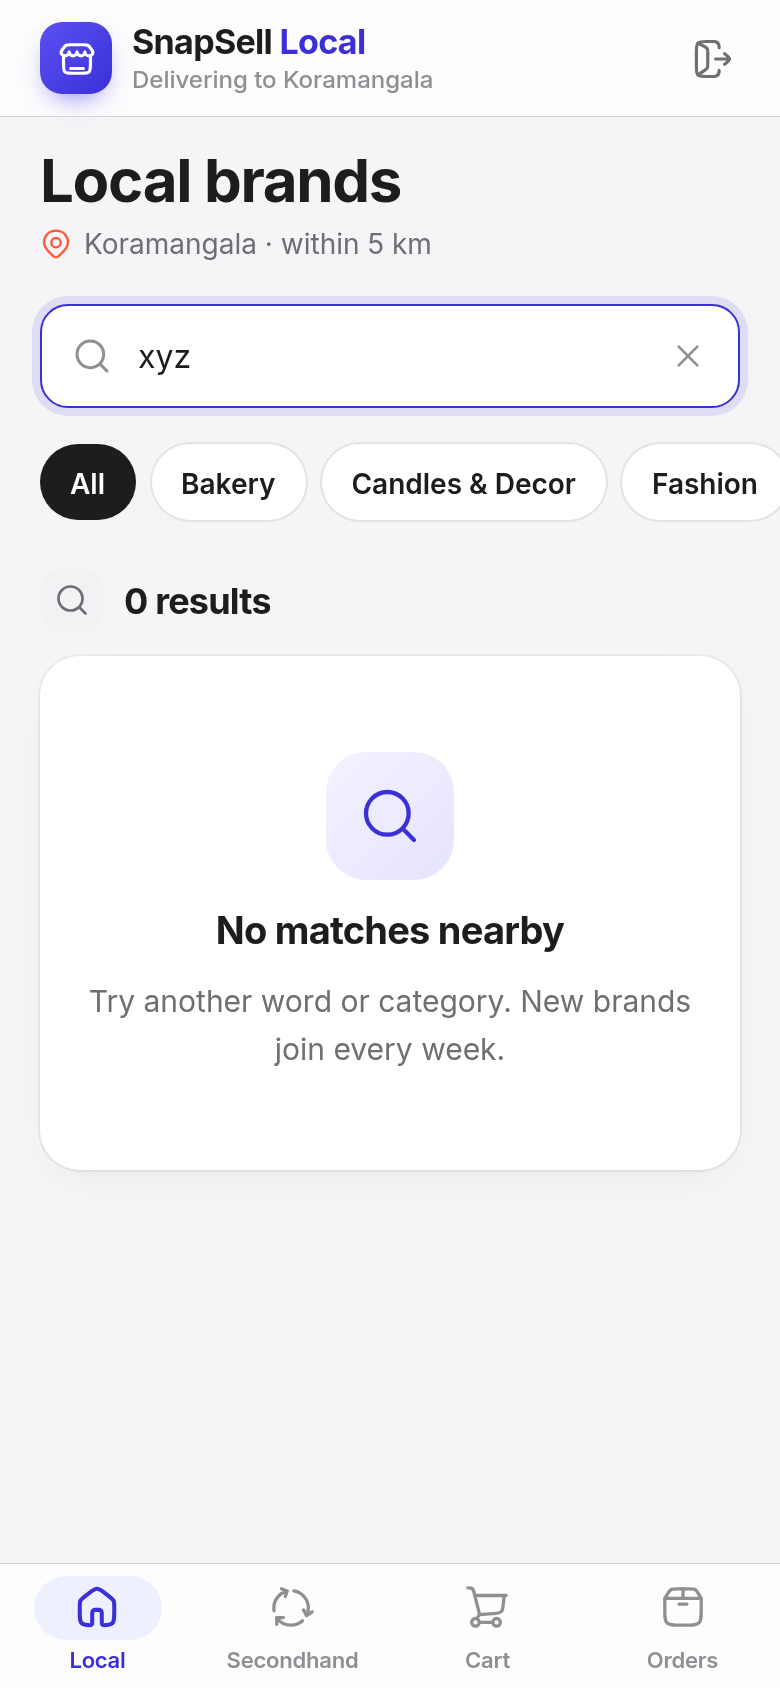 SnapSell Local
Delivering to Koramangala
Local brands
Koramangala · within 5 km
xyz
All
Bakery
Candles & Decor
Fashion
0 results
No matches nearby
Try another word or category. New brands
join every week.
Local
Secondhand
Cart
Orders